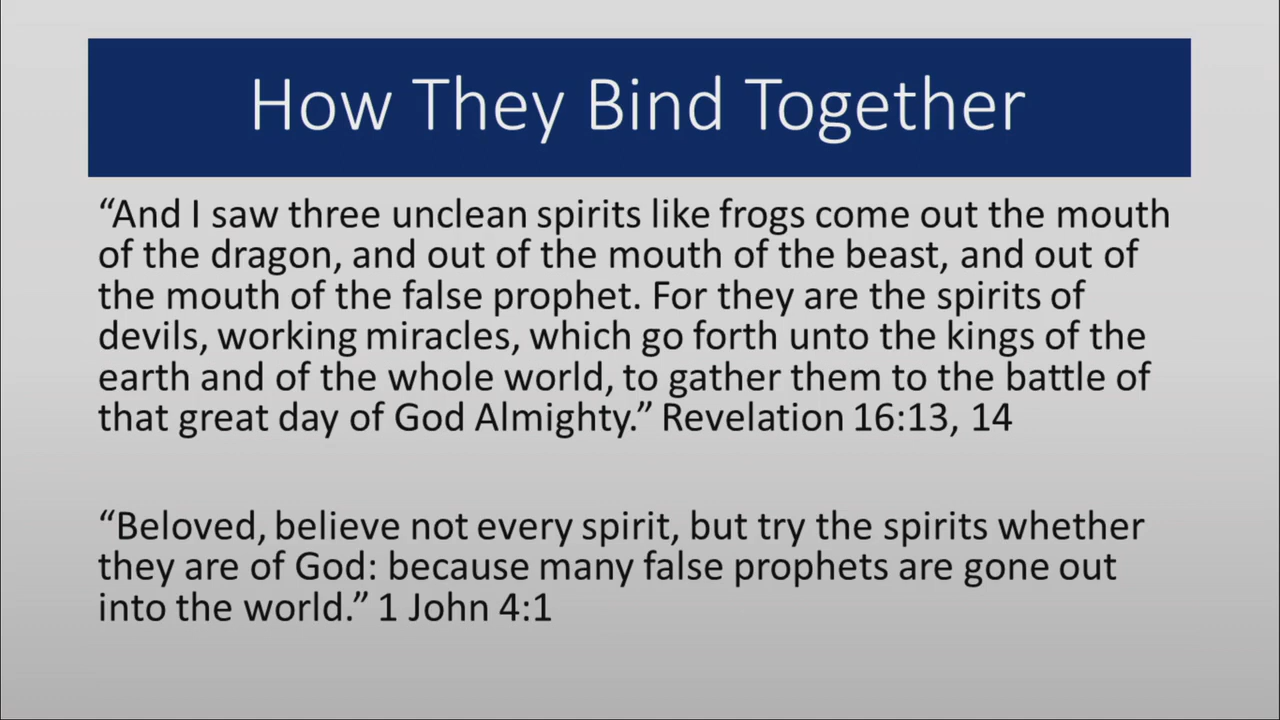 How They Bind Together
“And I saw three unclean spirits like frogs come out the mouth
of the dragon, and out of the mouth of the beast, and out of
the mouth of the false prophet. For they are the spirits of
devils, working miracles, which go forth unto the kings of the
earth and of the whole world, to gather them to the battle of
that great day of God Almighty.” Revelation 16:13, 14
“Beloved, believe not every spirit, but try the spirits whether
they are of God: because many false prophets are gone out
into the world.” 1 John 4:1